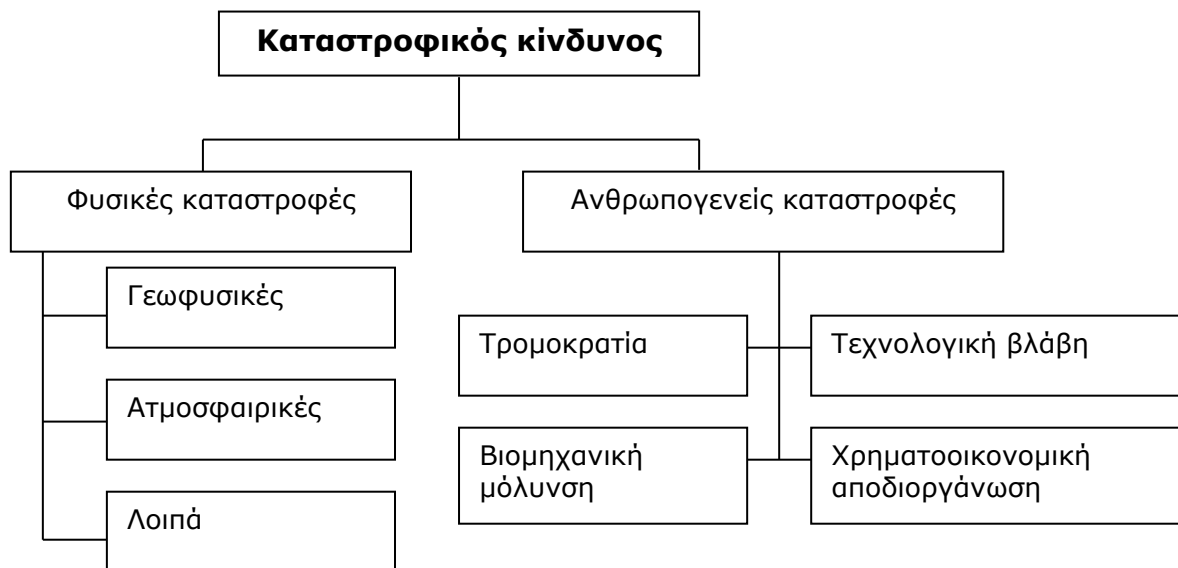 Καταστροφικός κίνδυνος
Φυσικές καταστροφές
Ανθρωπογενείς καταστροφές
Γεωφυσικές
Ατμοσφαιρικές
Λοιπά
Τρομοκρατία
Τεχνολογική βλάβη
Βιομηχανική
μόλυνση
Χρηματοοικονομική
αποδιοργάνωση